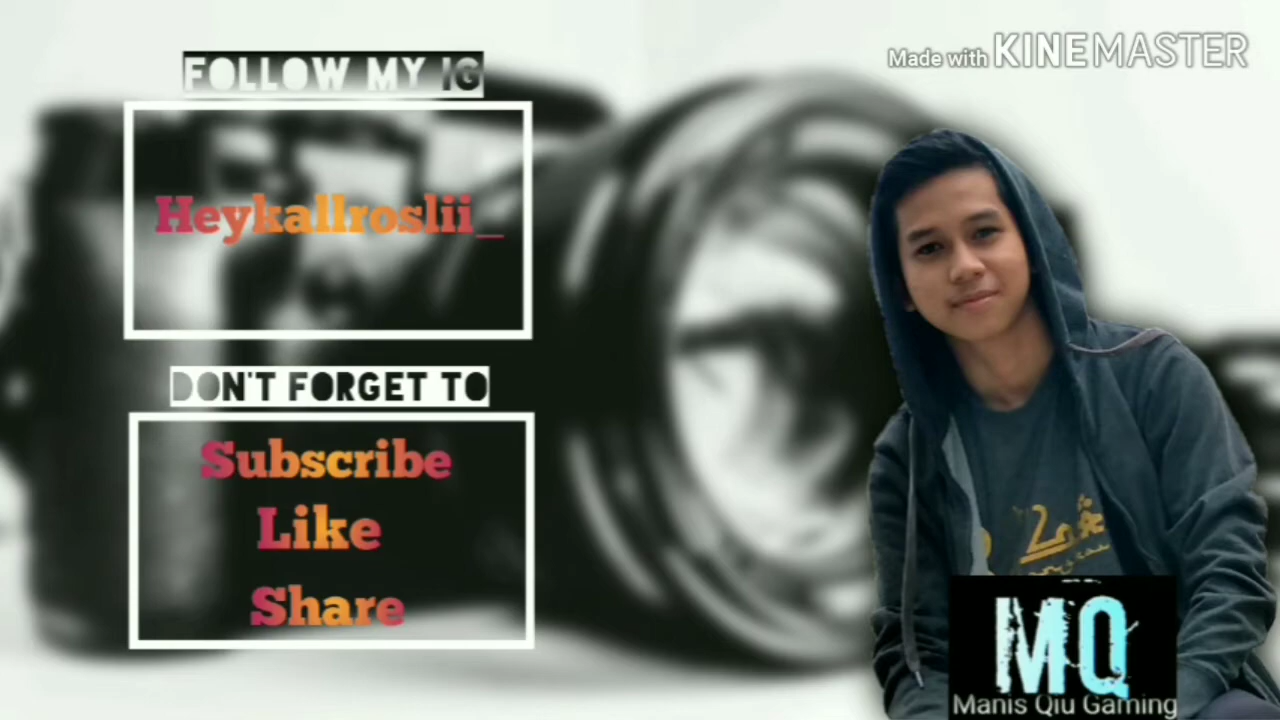 Made with KINEMASTER
FOLLOW MY IG
Heykallroslii_
DON'T FORGET TO
Subscribe
Like
Share
MQ
Manis Qiu Gaming